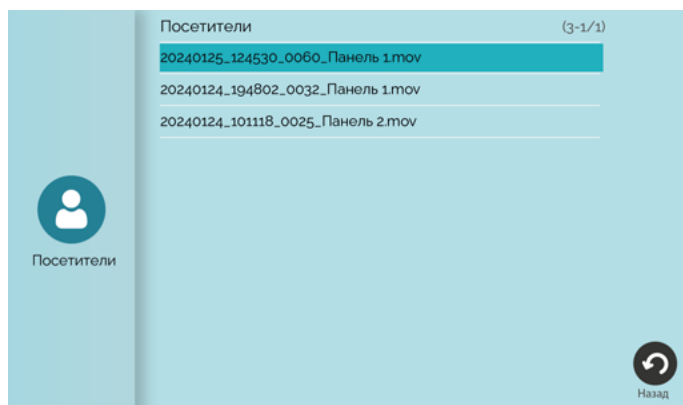 Посетители (3-1/1)
20240125_124530_0060_Панель 1.mov
20240124_194802_0032_Панель 1.mov
20240124_101118_0025_Панель 2.mov
Посетители
Назад